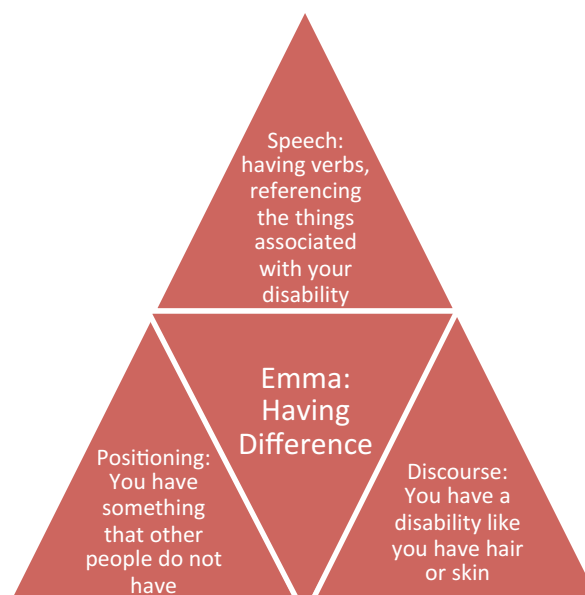 Speech:
having verbs,
referencing
the things
associated
with your
disability
Emma:
Having
Difference
Positioning:
You have
something
that other
people do not
have
Discourse:
You have a
disability like
you have hair
or skin